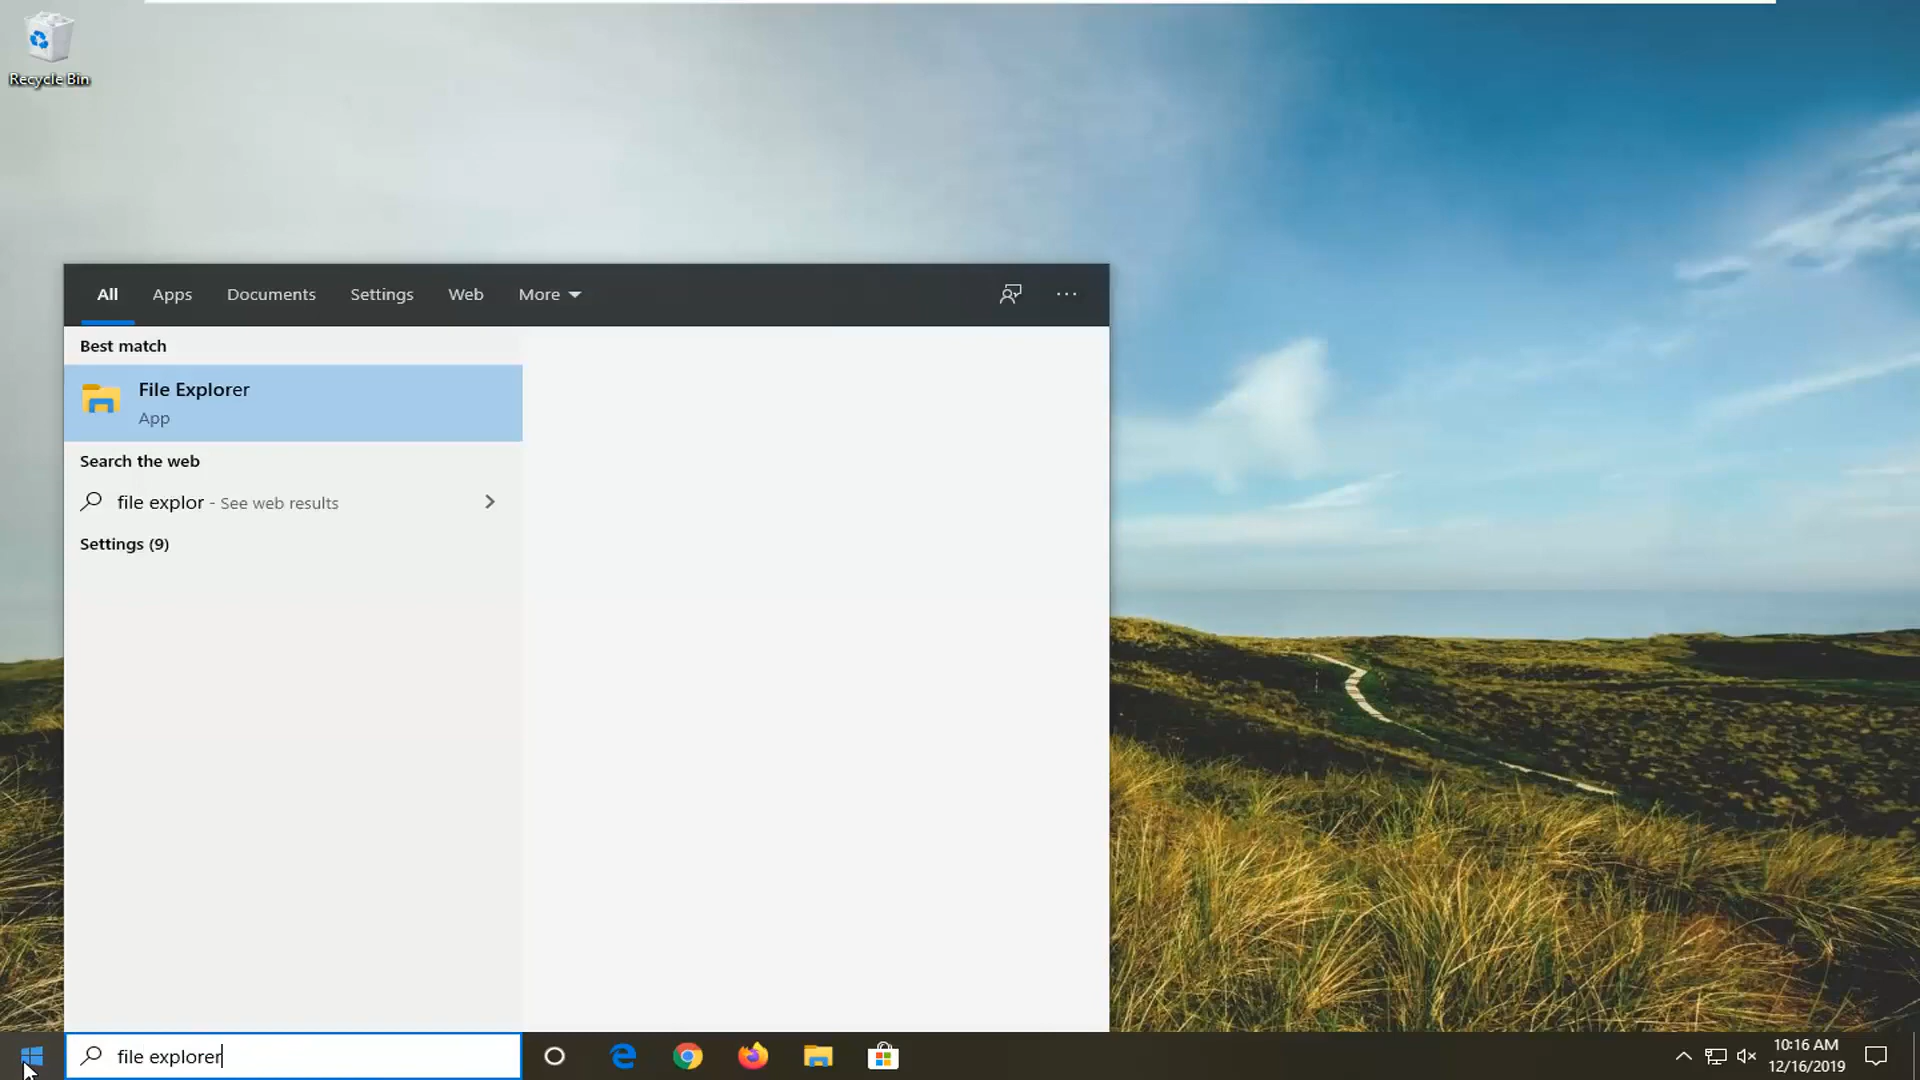 Recycle Bin
All Apps Documents Settings Web More
Best match
File Explorer
App
Search the web
file explor - See web results
Settings (9)
file explorer
10:16 AM
12/16/2019